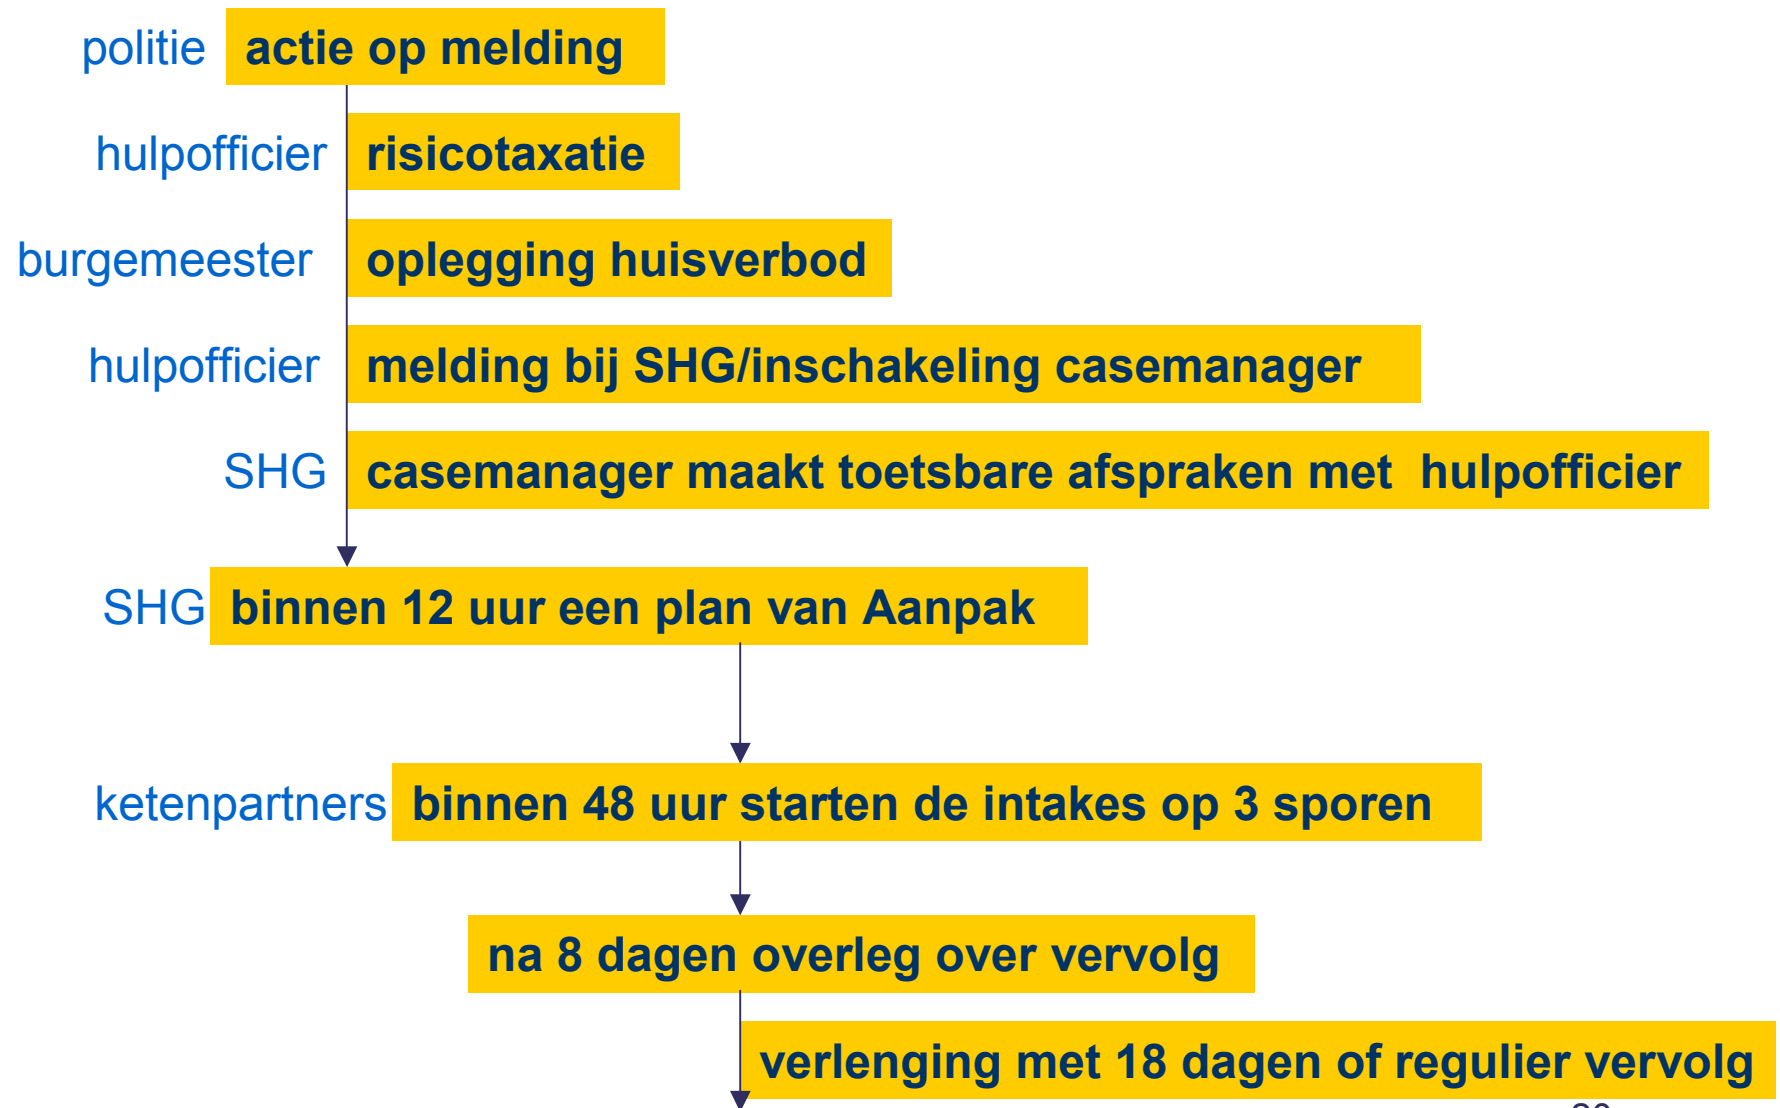 politie actie op melding
hulpofficier risicotaxatie
burgemeester oplegging huisverbod
hulpofficier melding bij SHG/inschakeling casemanager
SHG casemanager maakt toetsbare afspraken met hulpofficier
SHG binnen 12 uur een plan van Aanpak
ketenpartners binnen 48 uur starten de intakes op 3 sporen
na 8 dagen overleg over vervolg
verlenging met 18 dagen of regulier vervolg